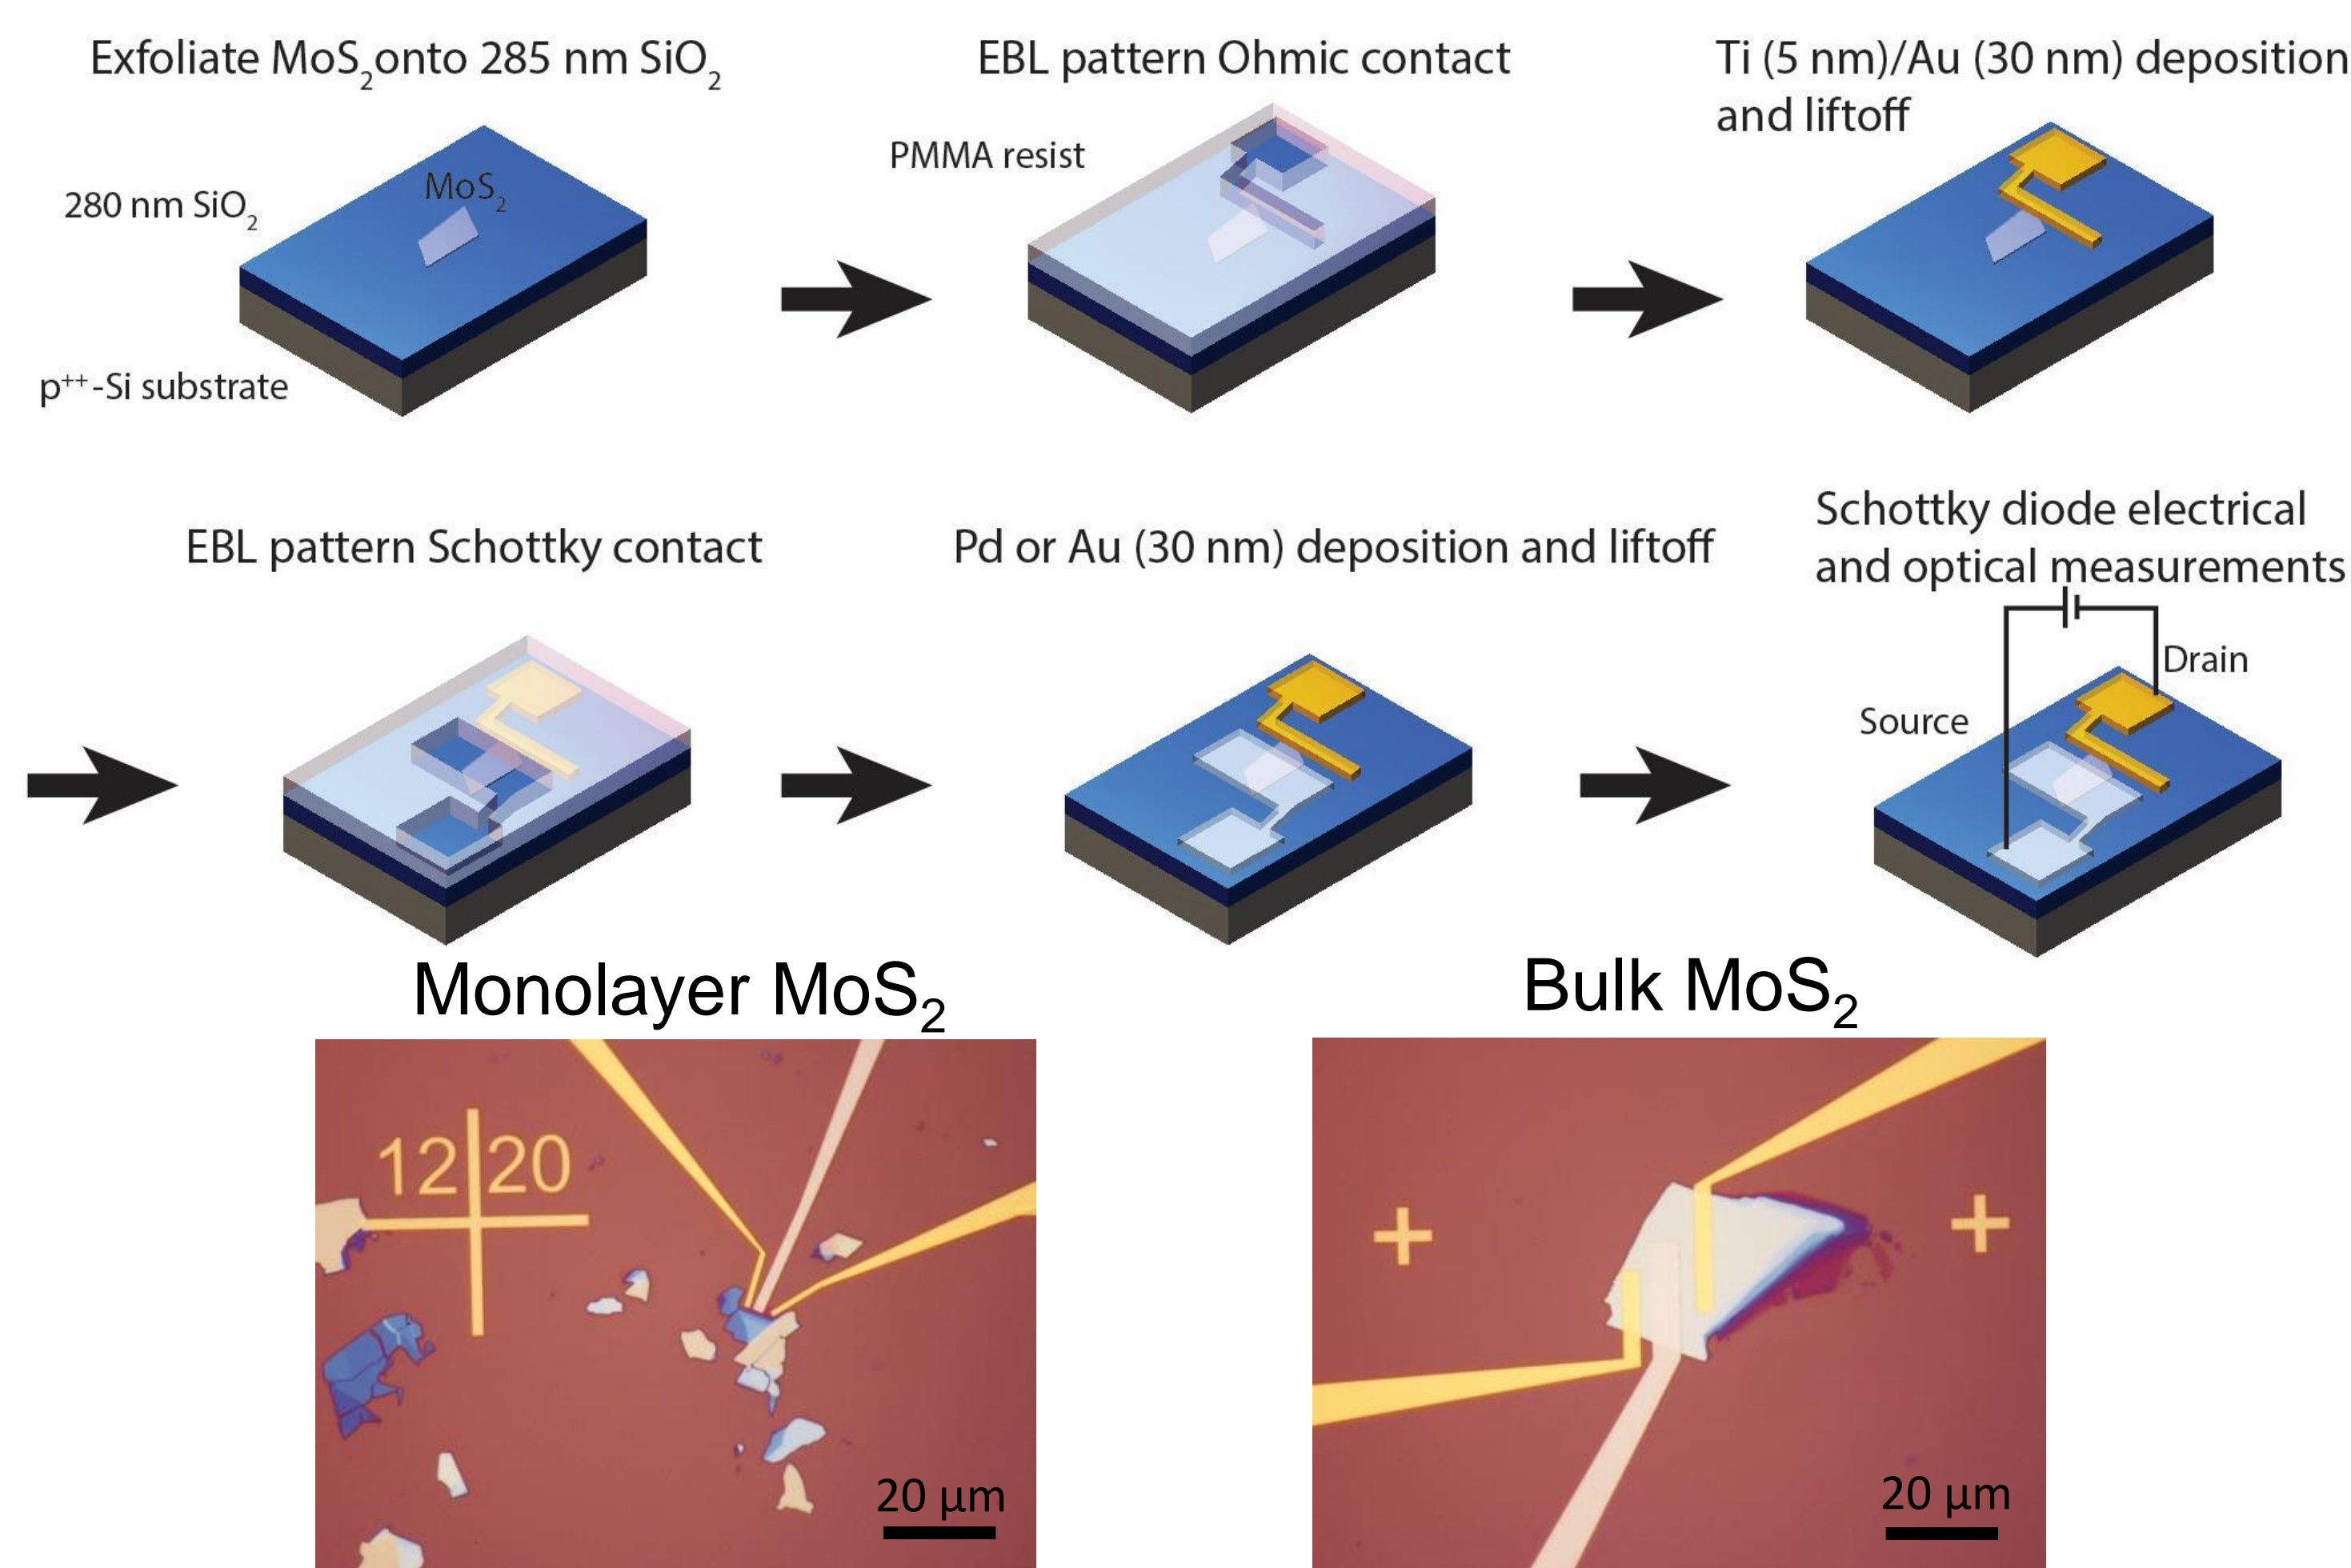 Exfoliate MoS₂onto 285 nm SiO₂
EBL pattern Ohmic contact
Ti (5 nm)/Au (30 nm) deposition
and liftoff
PMMA resist
MoS₂
280 nm SiO₂
p⁺⁺-Si substrate
EBL pattern Schottky contact
Pd or Au (30 nm) deposition and liftoff
Schottky diode electrical
and optical measurements
Drain
Source
Monolayer MoS₂
Bulk MoS₂
12 20
20 µm
20 µm